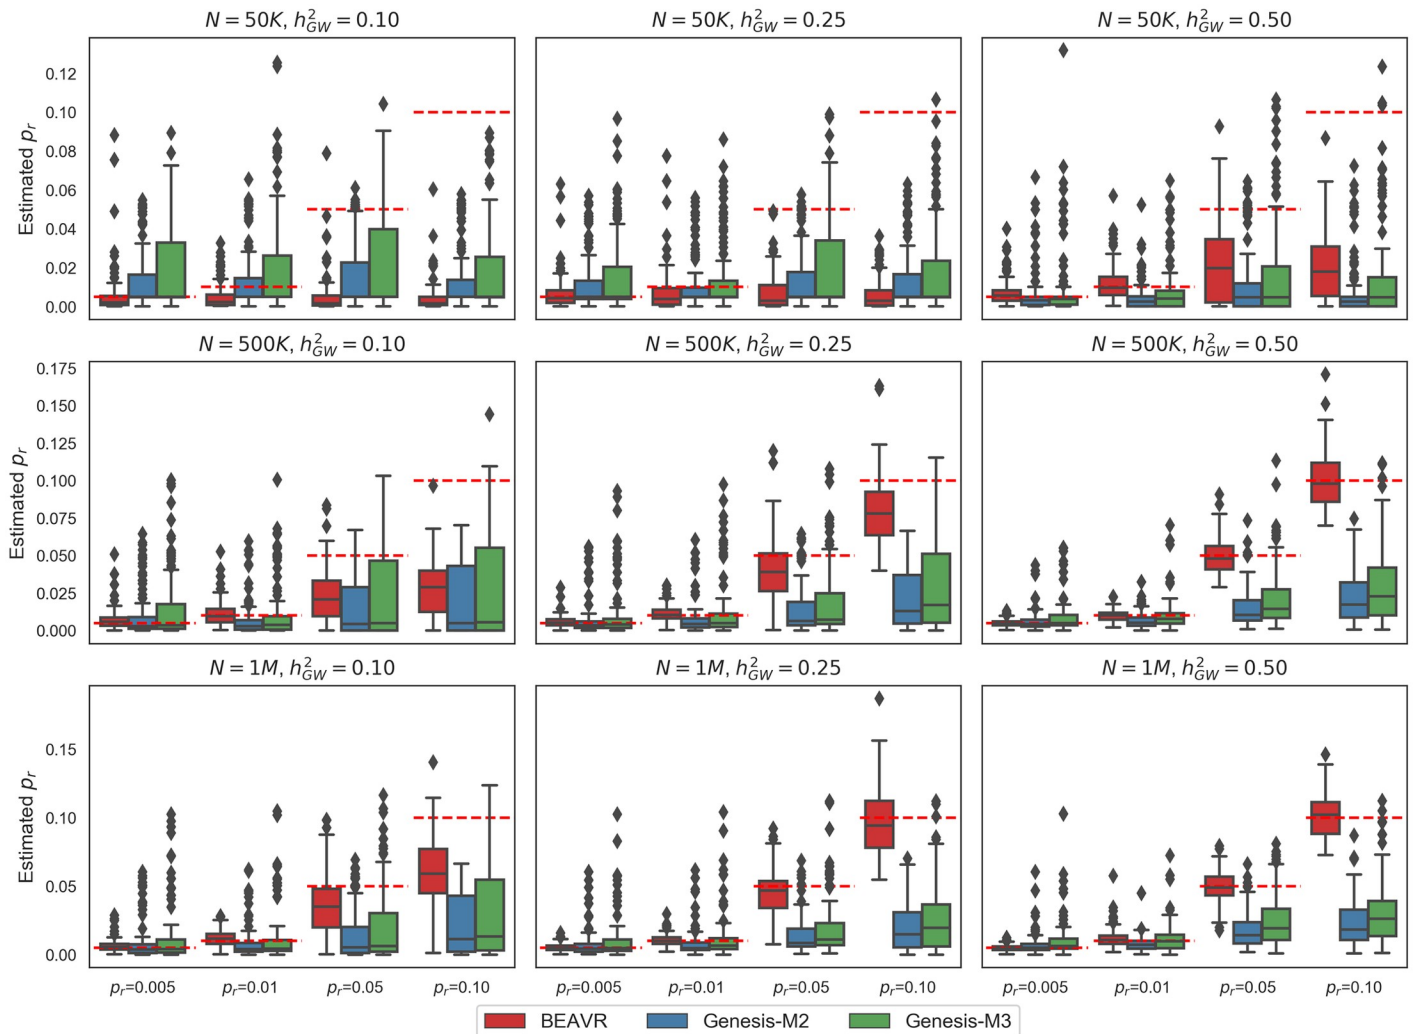 N = 50K, h²_GW = 0.10
N = 50K, h²_GW = 0.25
N = 50K, h²_GW = 0.50
Estimated p_r
0.12
0.10
0.08
0.06
0.04
0.02
0.00
N = 500K, h²_GW = 0.10
N = 500K, h²_GW = 0.25
N = 500K, h²_GW = 0.50
Estimated p_r
0.175
0.150
0.125
0.100
0.075
0.050
0.025
0.000
N = 1M, h²_GW = 0.10
N = 1M, h²_GW = 0.25
N = 1M, h²_GW = 0.50
Estimated p_r
0.15
0.10
0.05
0.00
p_r=0.005 p_r=0.01 p_r=0.05 p_r=0.10
p_r=0.005 p_r=0.01 p_r=0.05 p_r=0.10
p_r=0.005 p_r=0.01 p_r=0.05 p_r=0.10
BEAVR Genesis-M2 Genesis-M3